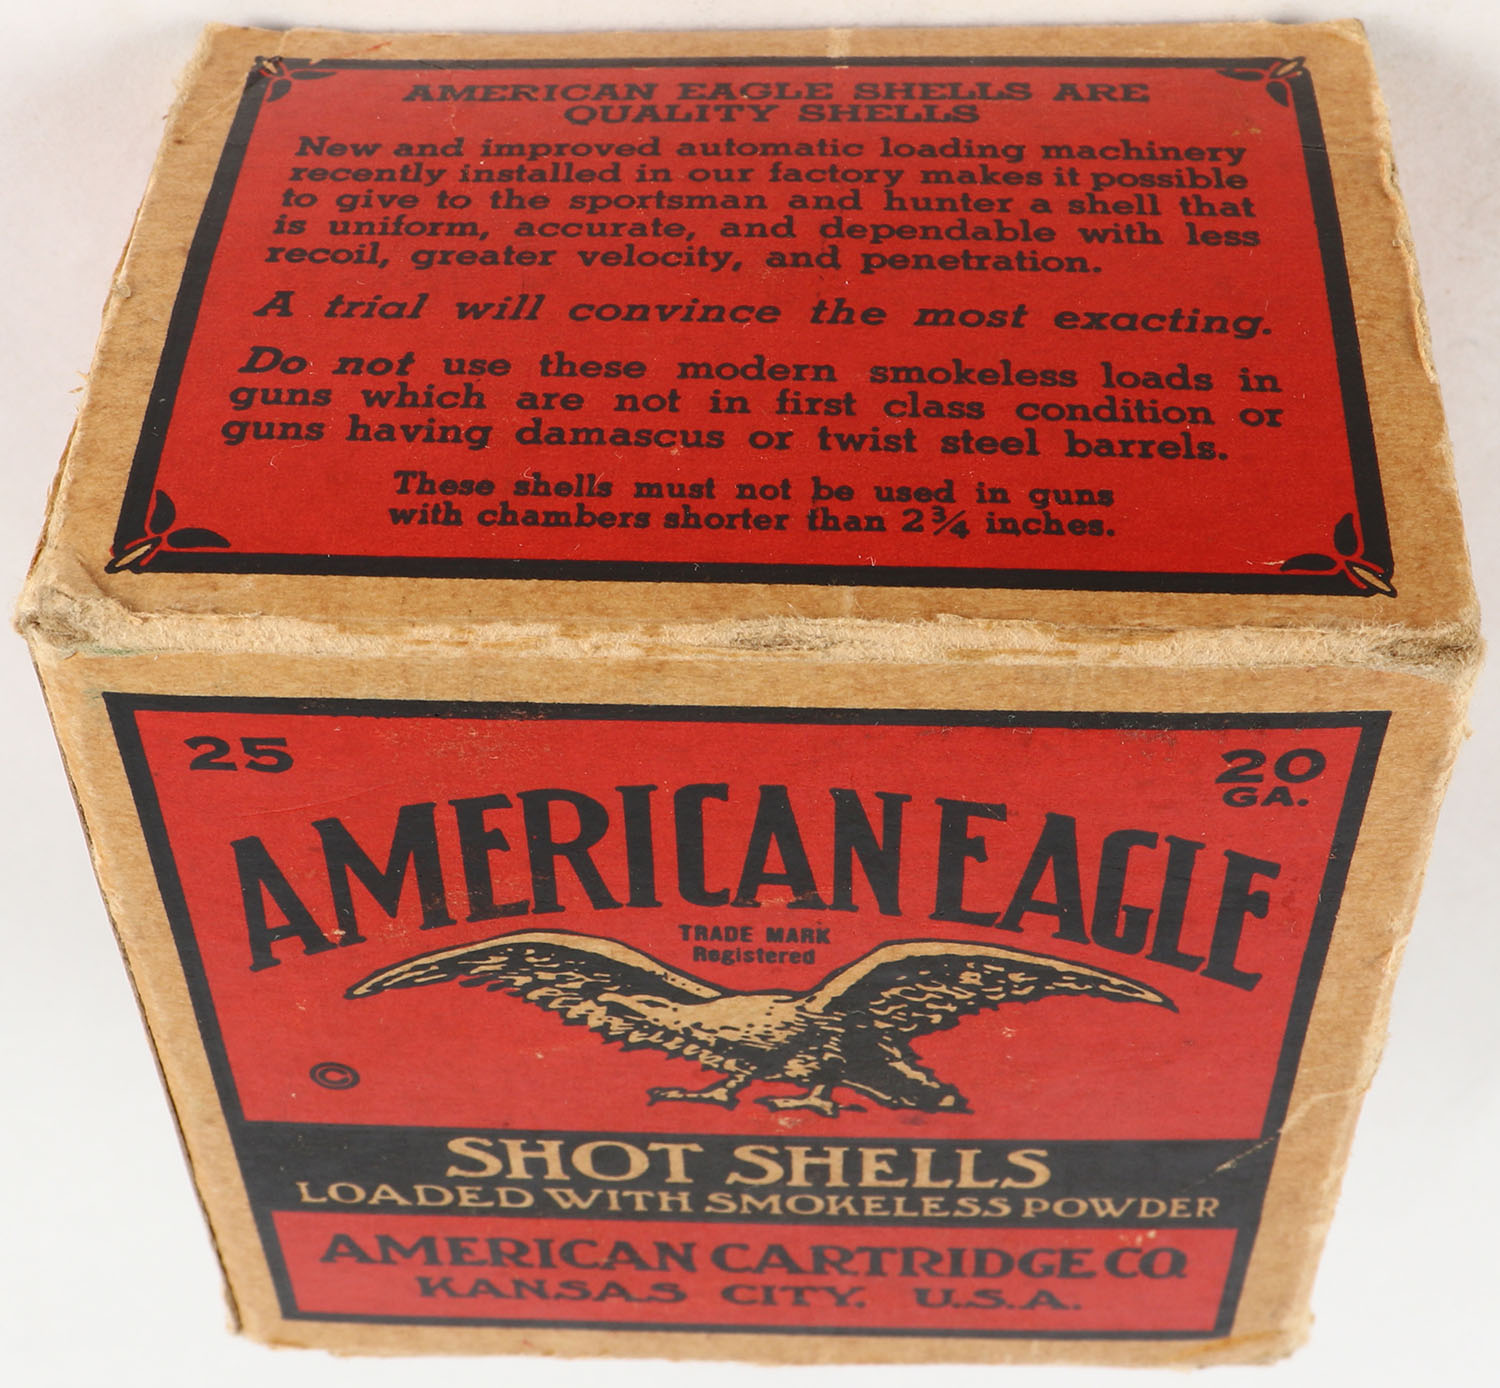 AMERICAN EAGLE SHELLS ARE
QUALITY SHELLS
New and improved automatic loading machinery
recently installed in our factory makes it possible
to give to the sportsman and hunter a shell that
is uniform, accurate, and dependable with less
recoil, greater velocity, and penetration.
A trial will convince the most exacting.
Do not use these modern smokeless loads in
guns which are not in first class condition or
guns having damascus or twist steel barrels.
These shells must not be used in guns
with chambers shorter than 2¾ inches.
25
20
GA.
AMERICAN EAGLE
TRADE MARK
Registered
©
SHOT SHELLS
LOADED WITH SMOKELESS POWDER
AMERICAN CARTRIDGE CO.
KANSAS CITY. U.S.A.